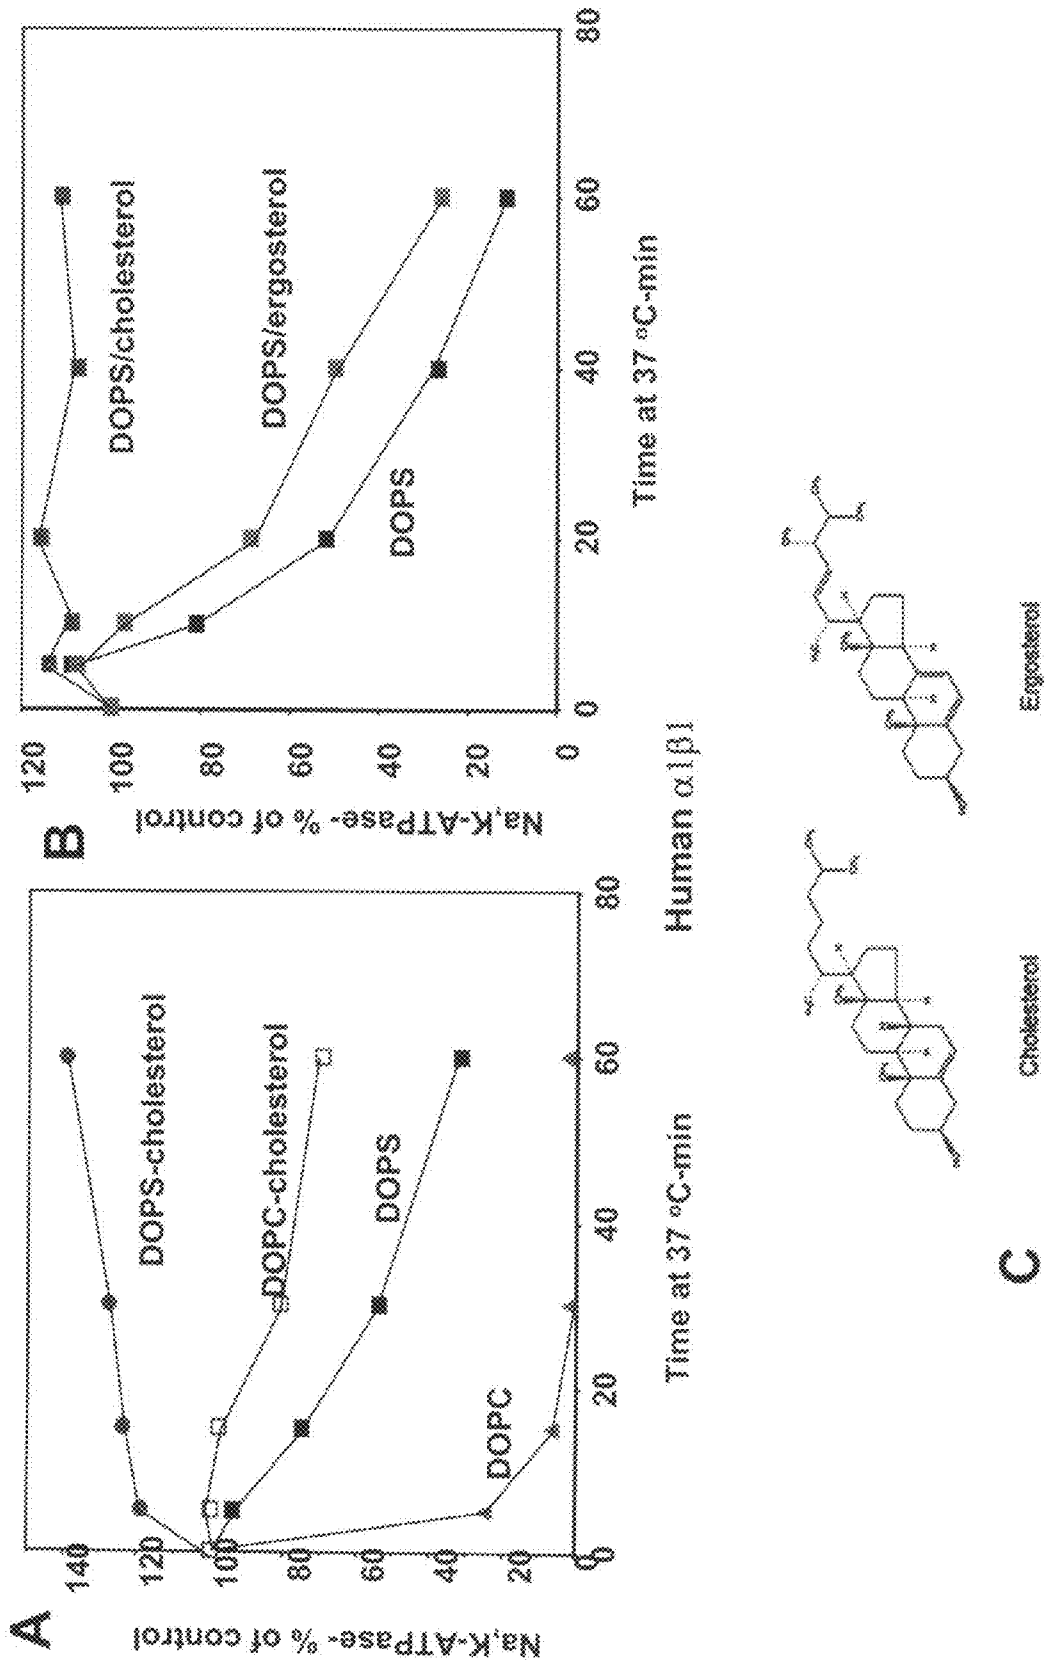 A
Na,K-ATPase- % of control
140
120
100
80
60
40
20
0
0
20
40
60
80
DOPS-cholesterol
DOPC-cholesterol
DOPS
DOPC
Time at 37 ºC-min
B
Na,K-ATPase- % of control
120
100
80
60
40
20
0
0
20
40
60
80
DOPS/cholesterol
DOPS/ergosterol
DOPS
Time at 37 ºC-min
Human α1β1
C
Cholesterol
Ergosterol